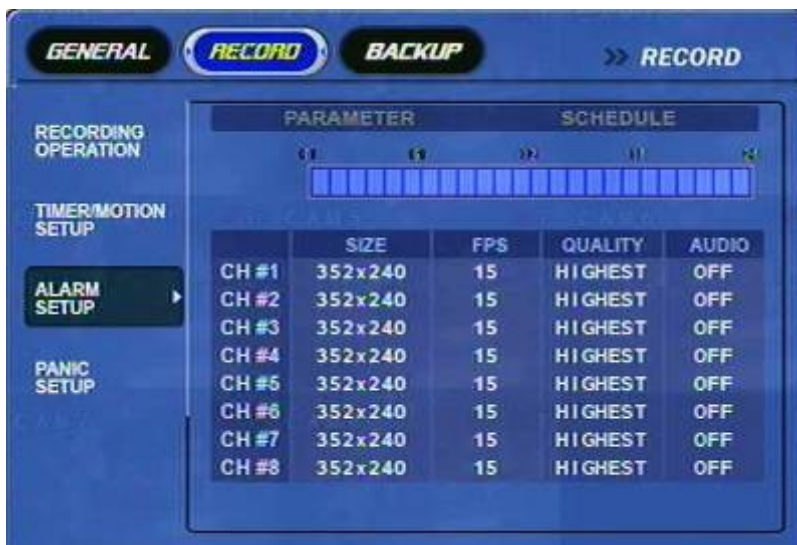 GENERAL RECORD BACKUP >> RECORD
RECORDING OPERATION
TIMER/MOTION SETUP
ALARM SETUP
PANIC SETUP
PARAMETER SCHEDULE
SIZE FPS QUALITY AUDIO
CH #1 352x240 15 HIGHEST OFF
CH #2 352x240 15 HIGHEST OFF
CH #3 352x240 15 HIGHEST OFF
CH #4 352x240 15 HIGHEST OFF
CH #5 352x240 15 HIGHEST OFF
CH #6 352x240 15 HIGHEST OFF
CH #7 352x240 15 HIGHEST OFF
CH #8 352x240 15 HIGHEST OFF